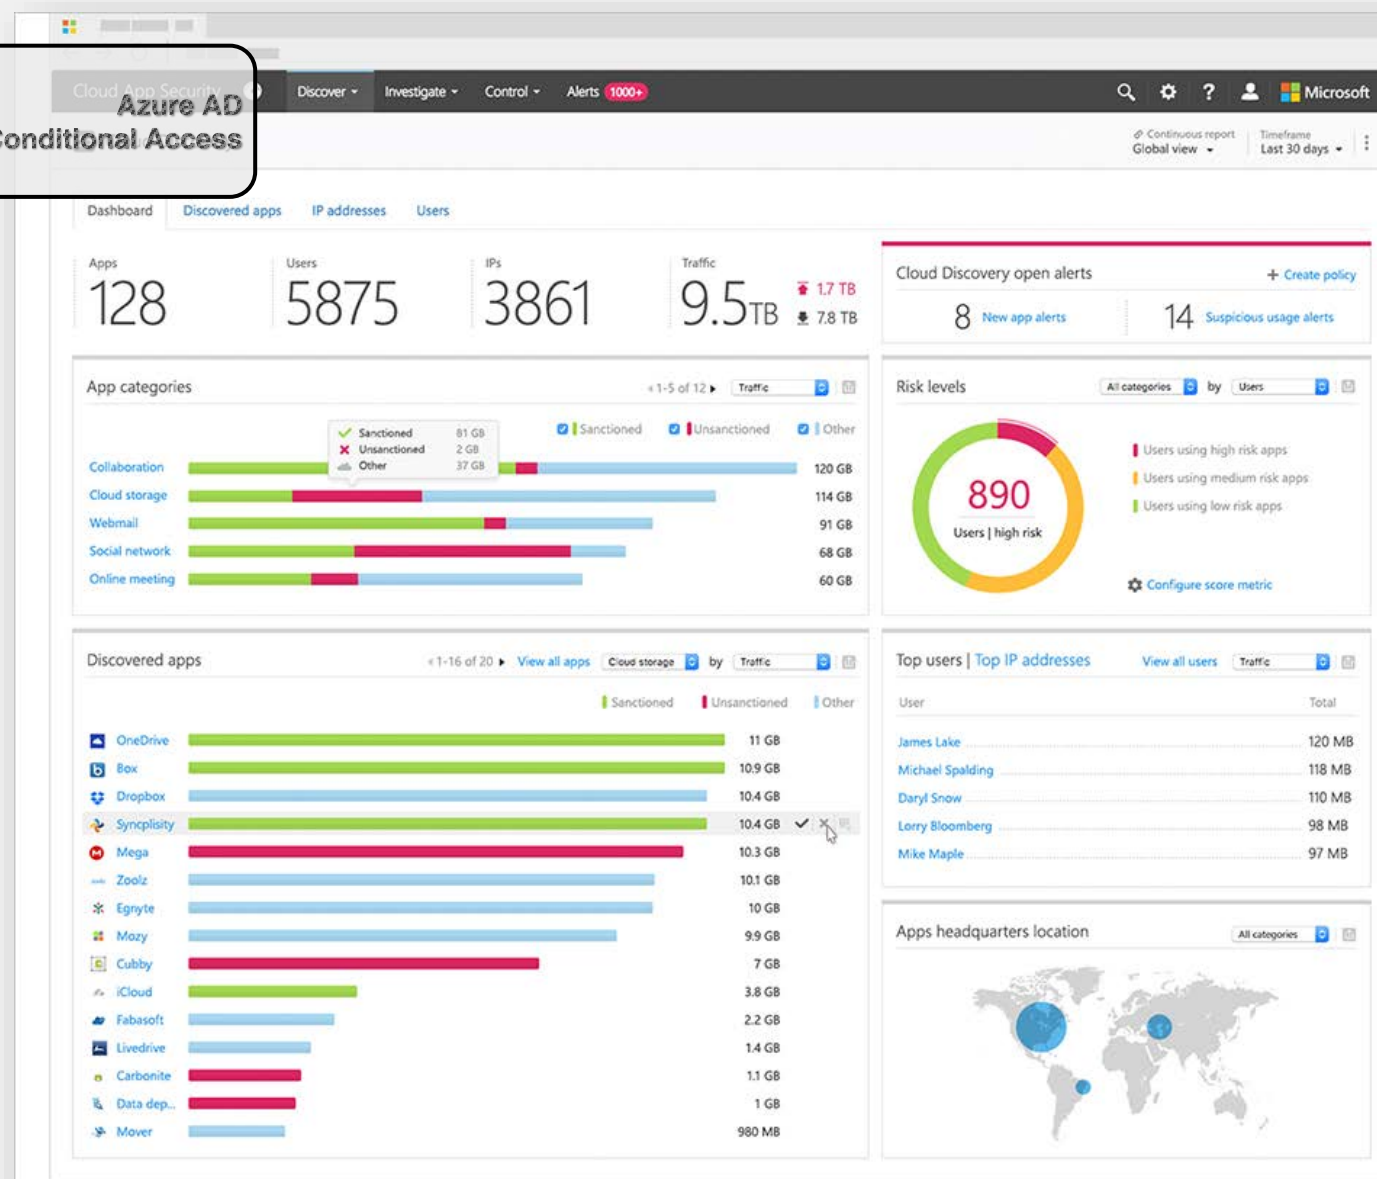 Cloud App Security
Discover
Investigate
Control
Alerts 1000+
?
Microsoft
Azure AD
Conditional Access
Continuous report
Global view
Timeframe
Last 30 days
Dashboard
Discovered apps
IP addresses
Users
Apps
128
Users
5875
IPs
3861
Traffic
9.5TB
1.7 TB
7.8 TB
Cloud Discovery open alerts
+ Create policy
8 New app alerts
14 Suspicious usage alerts
App categories
1-5 of 12
Traffic
Sanctioned
Unsanctioned
Other
Sanctioned 81 GB
Unsanctioned 2 GB
Other 37 GB
Collaboration 120 GB
Cloud storage 114 GB
Webmail 91 GB
Social network 68 GB
Online meeting 60 GB
Risk levels
All categories by Users
890
Users | high risk
Users using high risk apps
Users using medium risk apps
Users using low risk apps
Configure score metric
Discovered apps
1-16 of 20 View all apps Cloud storage by Traffic
Sanctioned Unsanctioned Other
OneDrive 11 GB
Box 10.9 GB
Dropbox 10.4 GB
Syncplisity 10.4 GB
Mega 10.3 GB
Zoolz 10.1 GB
Egnyte 10 GB
Mozy 9.9 GB
Cubby 7 GB
iCloud 3.8 GB
Fabasoft 2.2 GB
Livedrive 1.4 GB
Carbonite 1.1 GB
Data dep... 1 GB
Mover 980 MB
Top users | Top IP addresses
View all users Traffic
User Total
James Lake 120 MB
Michael Spalding 118 MB
Daryl Snow 110 MB
Lorry Bloomberg 98 MB
Mike Maple 97 MB
Apps headquarters location
All categories